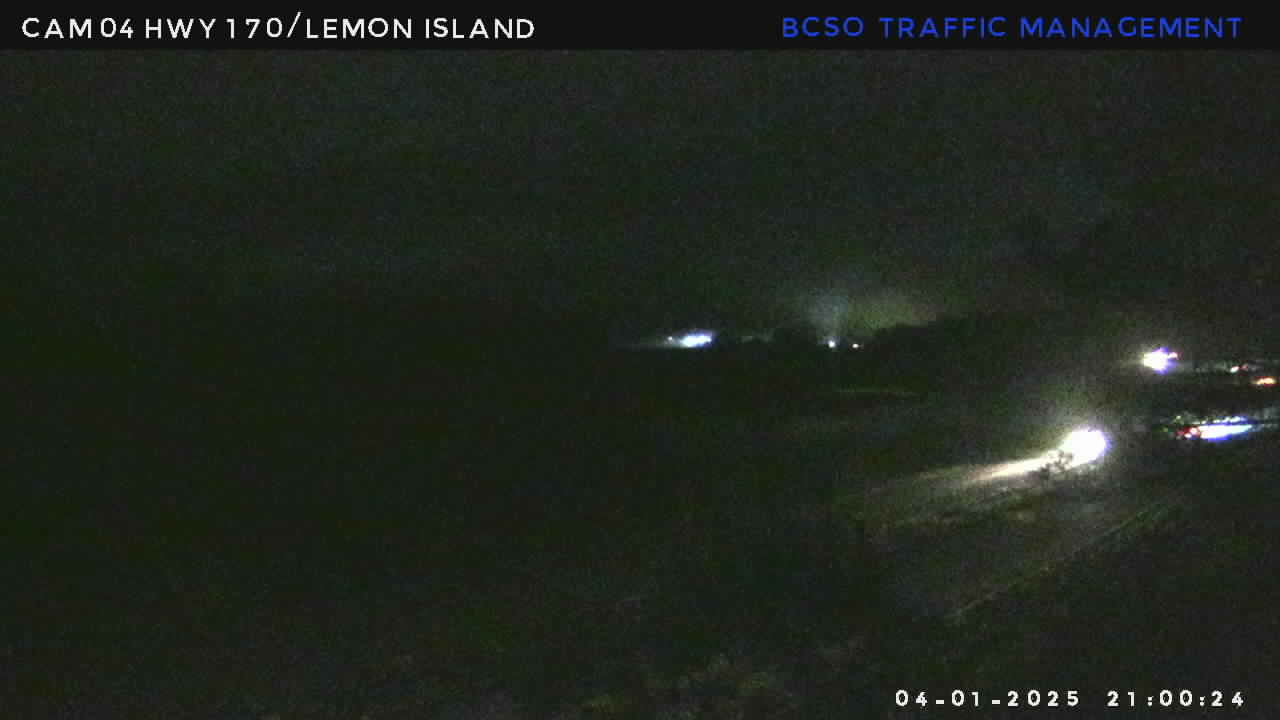 CAM04 HWY 170/LEMON ISLAND
BCSO TRAFFIC MANAGEMENT
04-01-2025 21:00:24